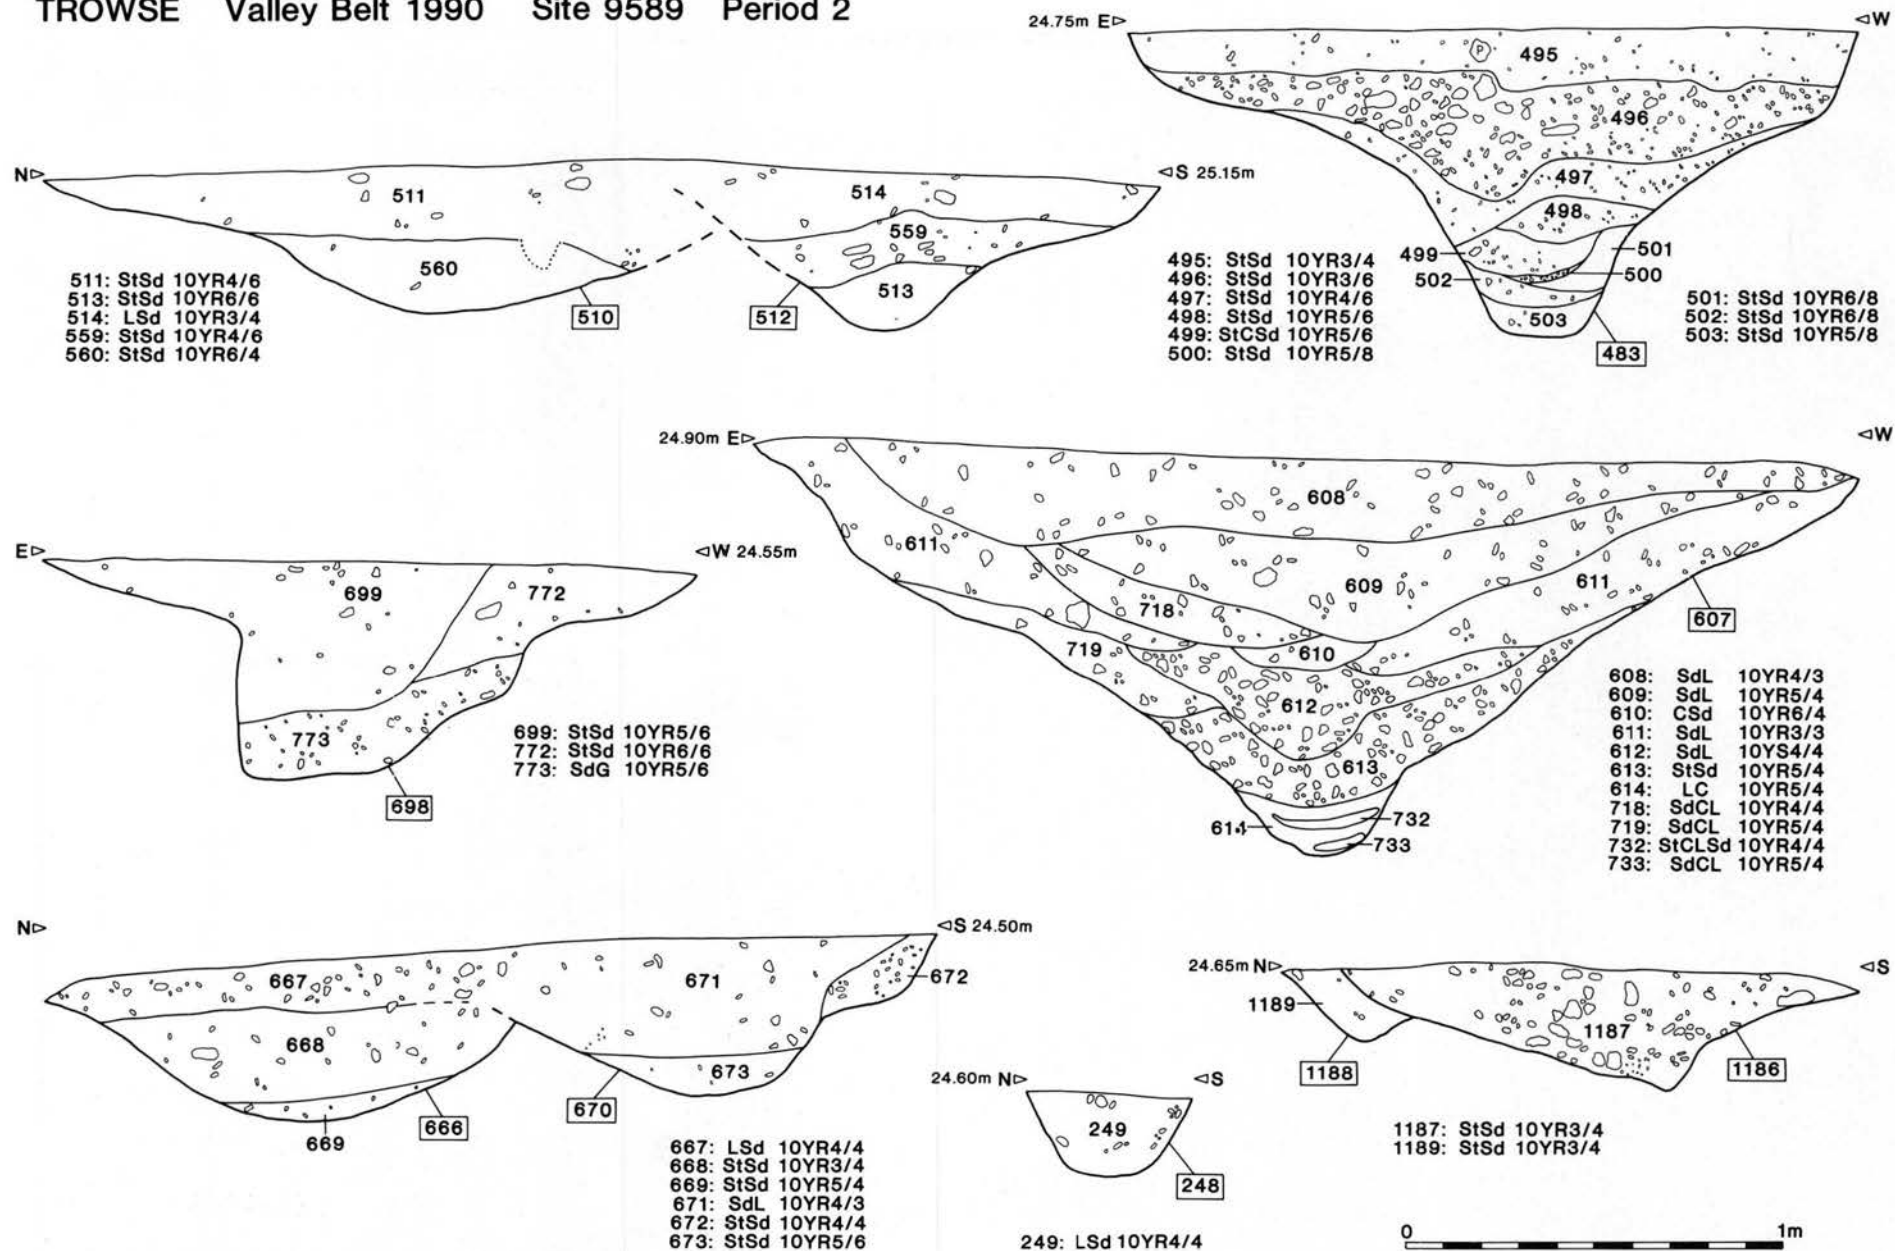 TROWSE Valley Belt 1990 Site 9589 Period 2
24.75m E W
P
495
496
497
498
499
501
500
502
503
483
495: StSd 10YR3/4
496: StSd 10YR3/6
497: StSd 10YR4/6
498: StSd 10YR5/6
499: StCSd 10YR5/6
500: StSd 10YR5/8
501: StSd 10YR6/8
502: StSd 10YR6/8
503: StSd 10YR5/8
N S 25.15m
511
514
559
560
513
510
512
511: StSd 10YR4/6
513: StSd 10YR6/6
514: LSd 10YR3/4
559: StSd 10YR4/6
560: StSd 10YR6/4
24.90m E W
608
611
609
611
718
607
719
610
612
613
614
732
733
608: SdL 10YR4/3
609: SdL 10YR5/4
610: CSd 10YR6/4
611: SdL 10YR3/3
612: SdL 10YS4/4
613: StSd 10YR5/4
614: LC 10YR5/4
718: SdCL 10YR4/4
719: SdCL 10YR5/4
732: StCLSd 10YR4/4
733: SdCL 10YR5/4
E W 24.55m
699
772
773
698
699: StSd 10YR5/6
772: StSd 10YR6/6
773: SdG 10YR5/6
N S 24.50m
667
671
672
668
673
670
666
669
667: LSd 10YR4/4
668: StSd 10YR3/4
669: StSd 10YR5/4
671: SdL 10YR4/3
672: StSd 10YR4/4
673: StSd 10YR5/6
24.65m N S
1189
1187
1188
1186
1187: StSd 10YR3/4
1189: StSd 10YR3/4
24.60m N S
249
248
249: LSd 10YR4/4
0 1m